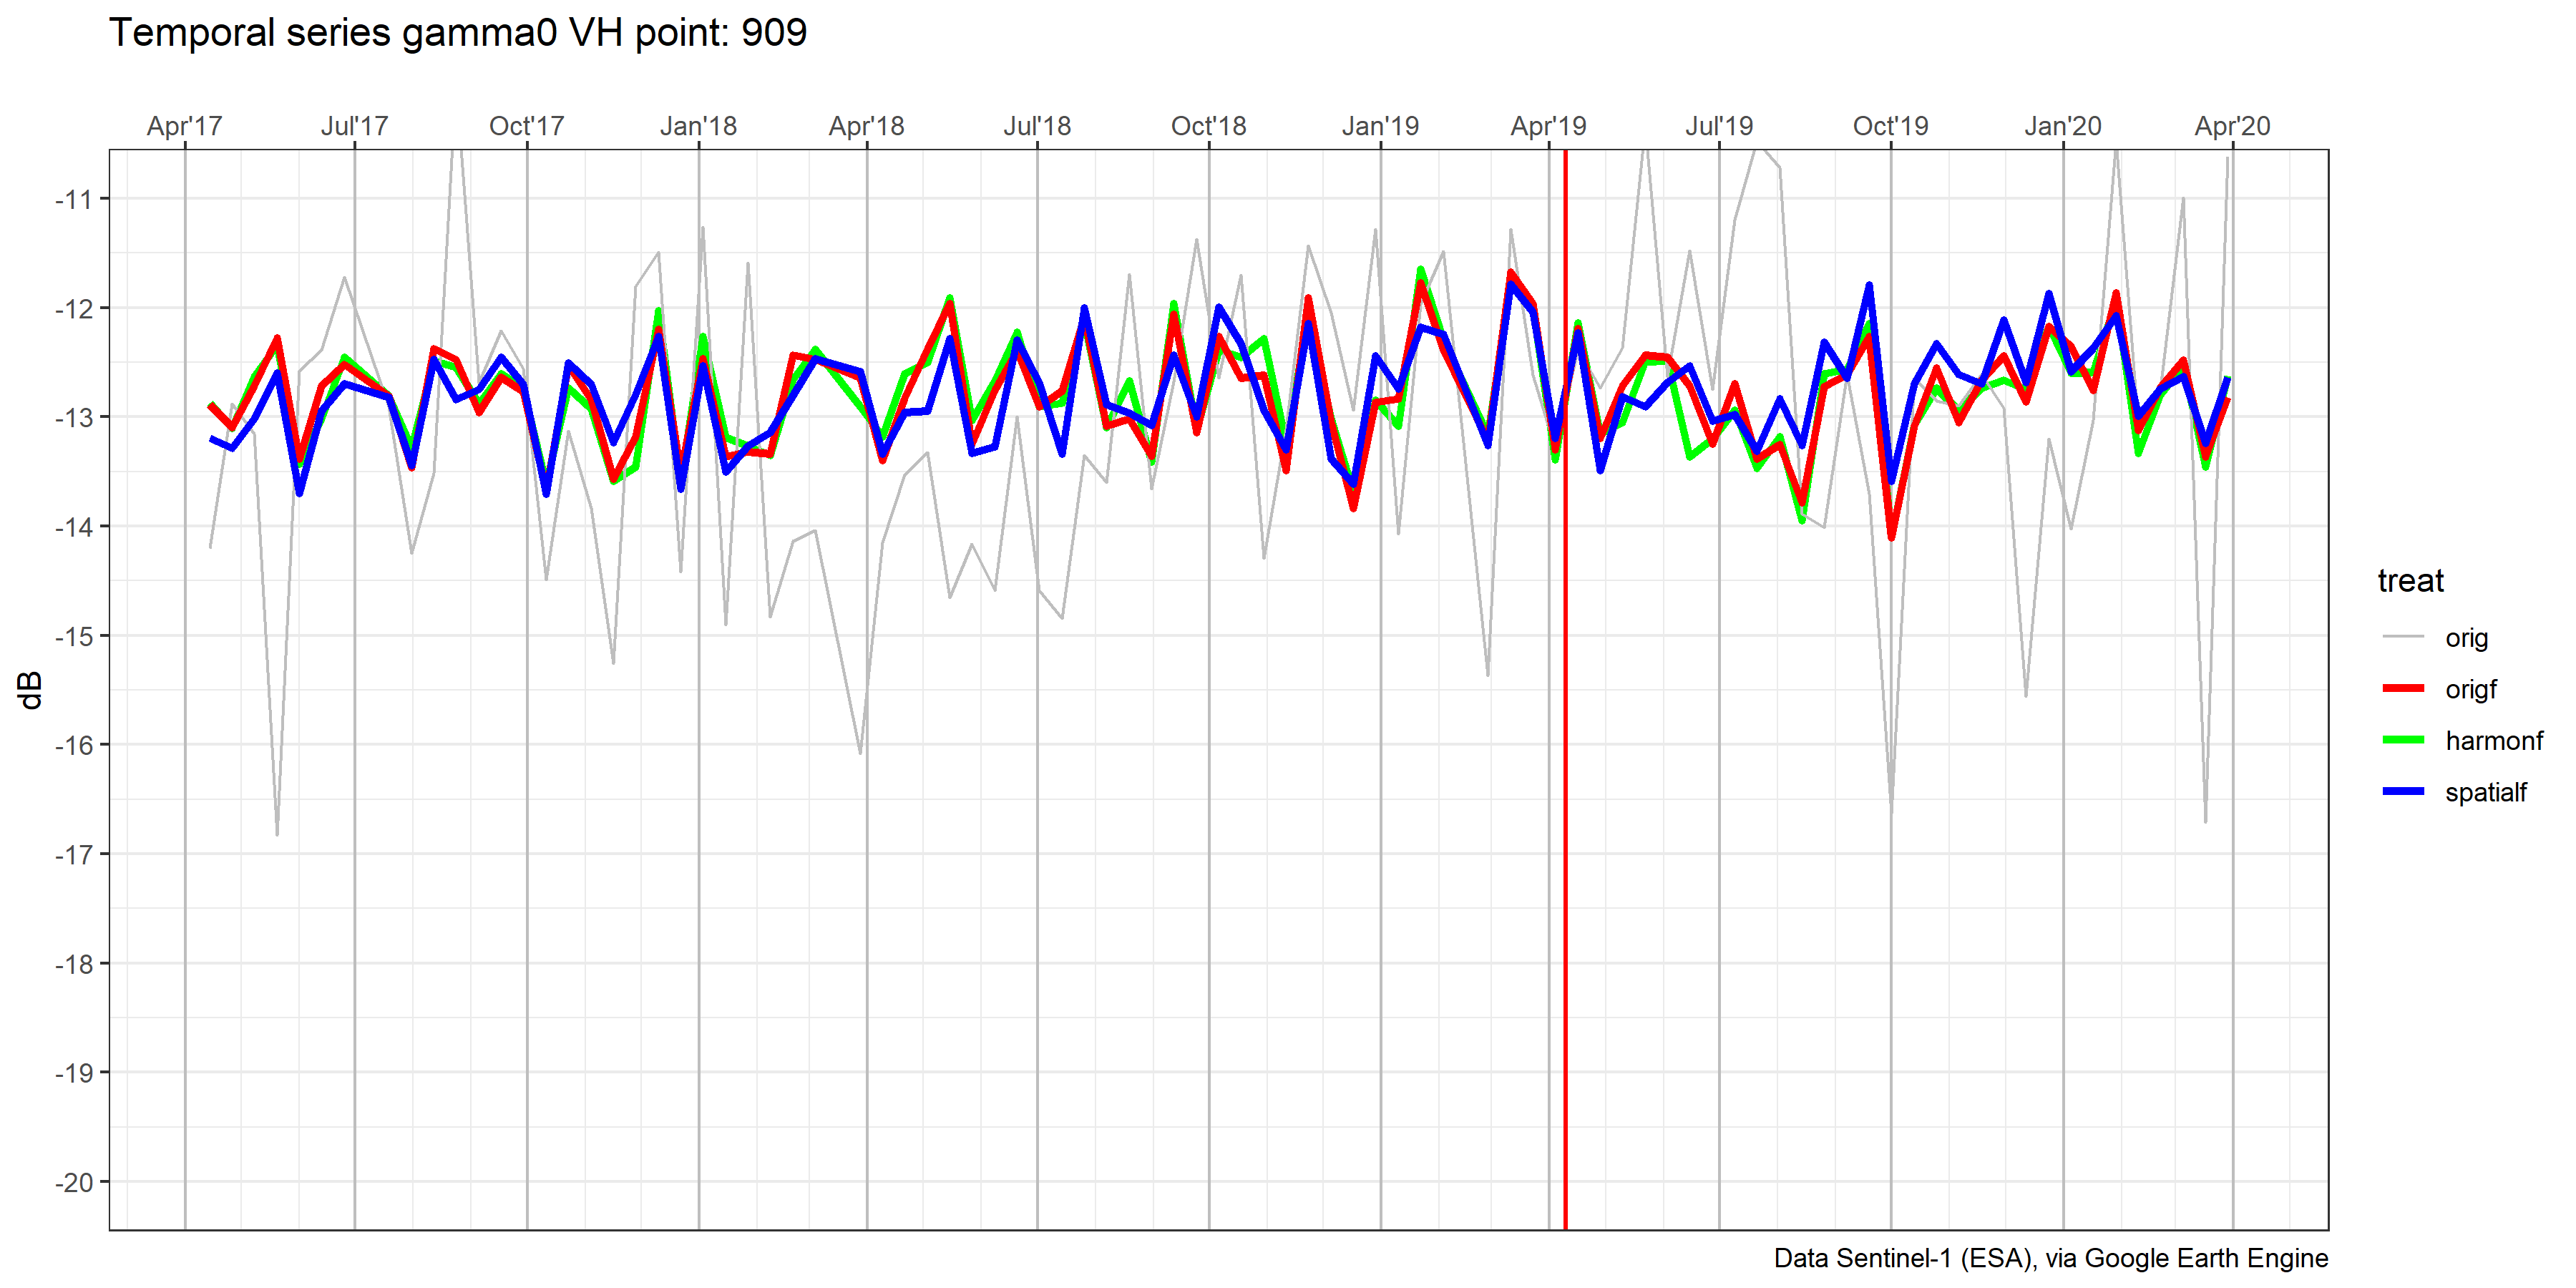 Temporal series gamma0 VH point: 909
Apr'17 Jul'17 Oct'17 Jan'18 Apr'18 Jul'18 Oct'18 Jan'19 Apr'19 Jul'19 Oct'19 Jan'20 Apr'20
-11
-12
-13
-14
-15
-16
-17
-18
-19
-20
dB
treat
orig
origf
harmonf
spatialf
Data Sentinel-1 (ESA), via Google Earth Engine